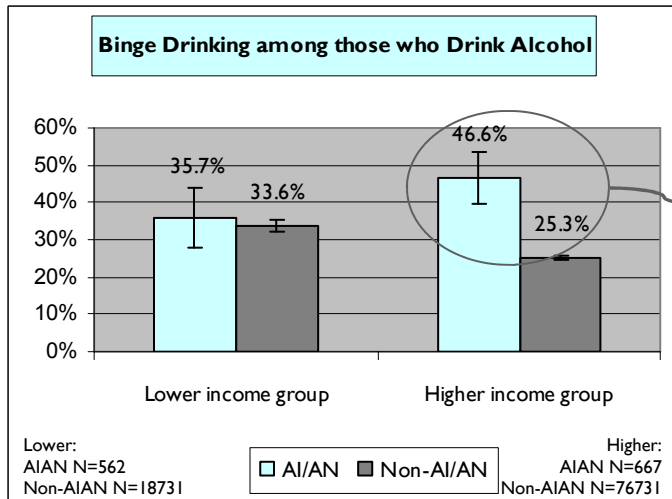 Binge Drinking among those who Drink Alcohol
60%
50%
40%
30%
20%
10%
0%
35.7%
33.6%
46.6%
25.3%
Lower income group
Higher income group
Lower:
AIAN N=562
Non-AIAN N=18731
AI/AN
Non-AI/AN
Higher:
AIAN N=667
Non-AIAN N=76731